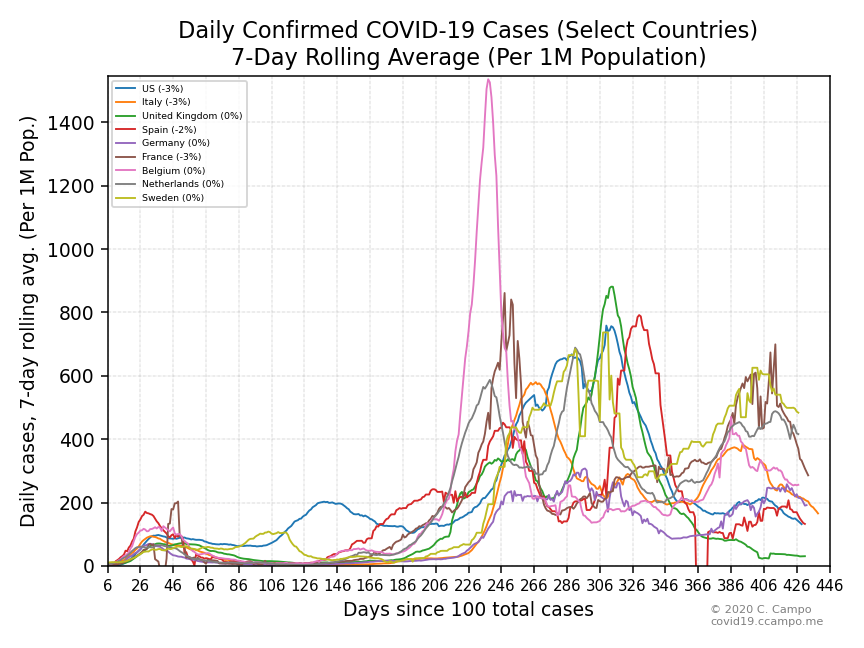 Daily Confirmed COVID-19 Cases (Select Countries)
7-Day Rolling Average (Per 1M Population)
Daily cases, 7-day rolling avg. (Per 1M Pop.)
1400
1200
1000
800
600
400
200
0
US (-3%)
Italy (-3%)
United Kingdom (0%)
Spain (-2%)
Germany (0%)
France (-3%)
Belgium (0%)
Netherlands (0%)
Sweden (0%)
6 26 46 66 86 106 126 146 166 186 206 226 246 266 286 306 326 346 366 386 406 426 446
Days since 100 total cases
© 2020 C. Campo
covid19.ccampo.me